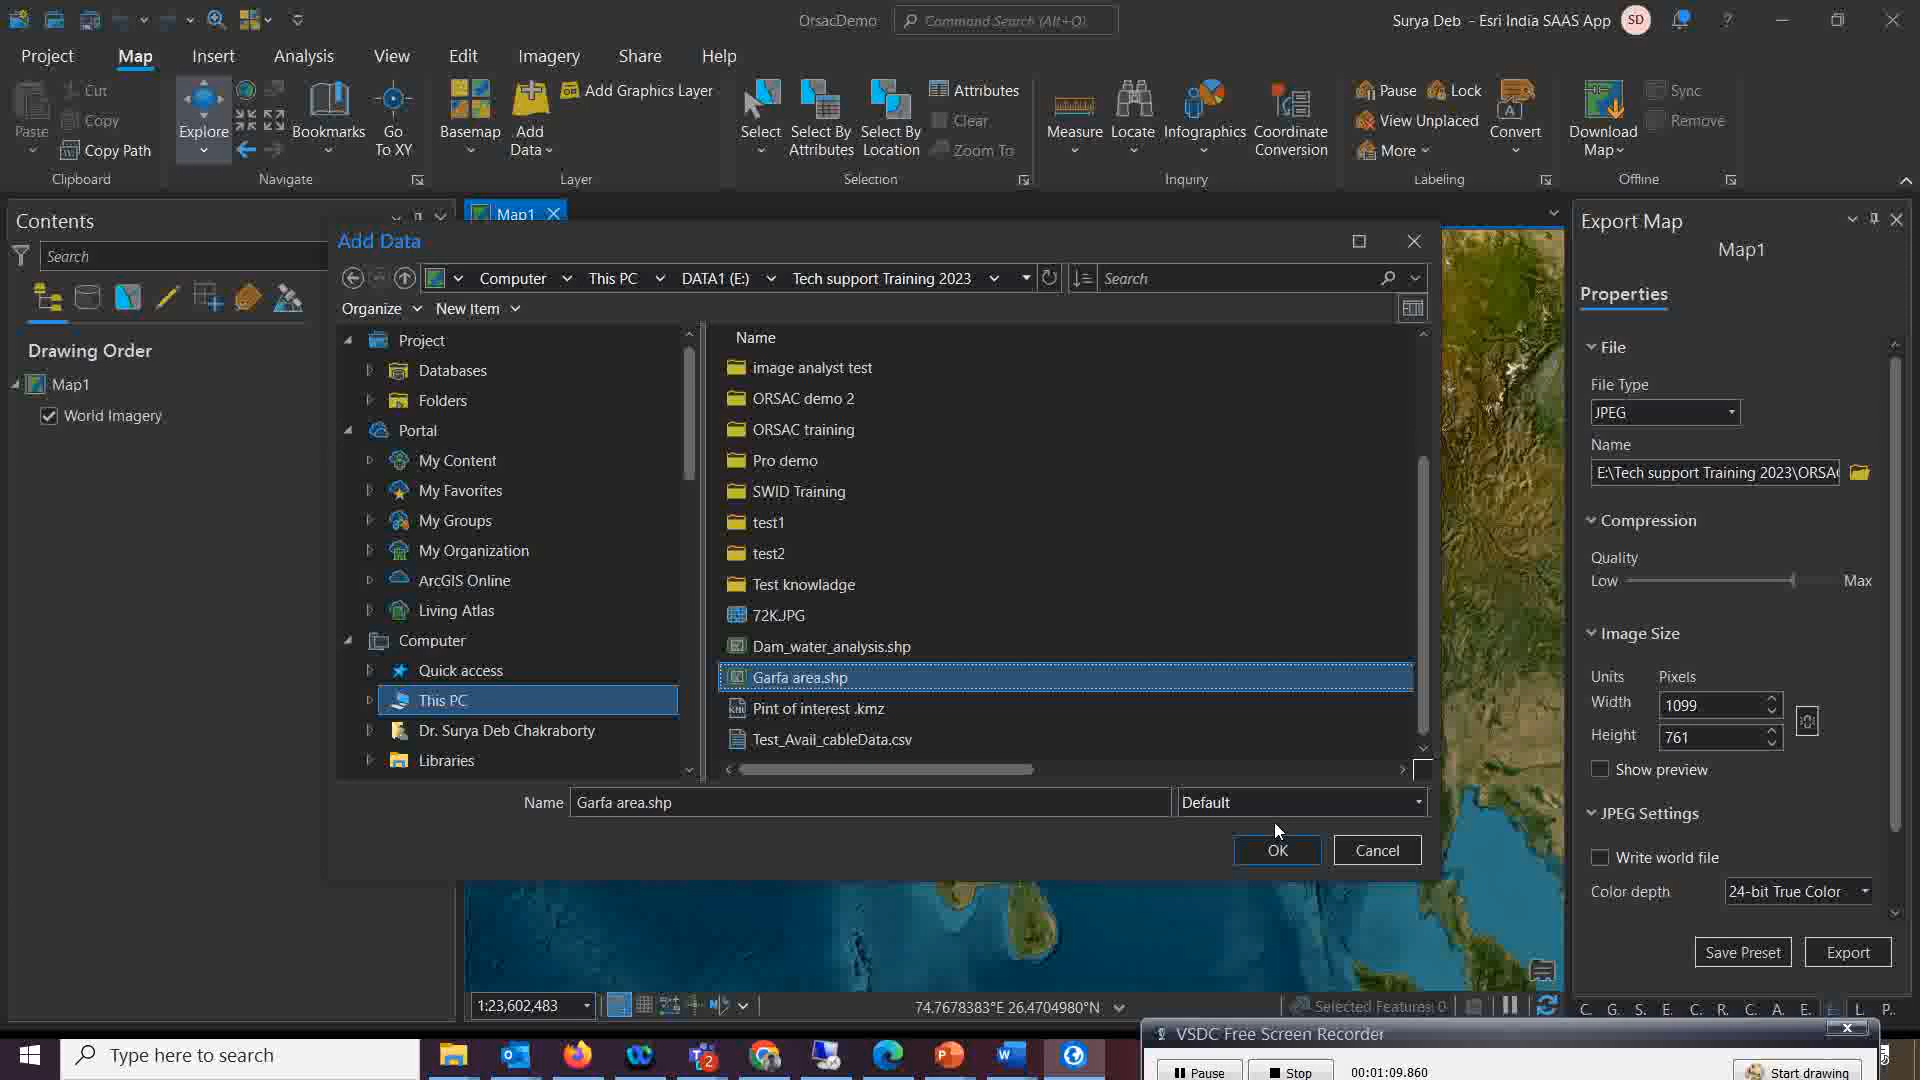 OrsacDemo
Command Search (Alt+Q)
Surya Deb - Esri India SAAS App
SD
?
Project
Map
Insert
Analysis
View
Edit
Imagery
Share
Help
Paste
Cut
Copy
Copy Path
Clipboard
Explore
Bookmarks
Go
To XY
Navigate
Basemap
Add
Data
Add Graphics Layer
Layer
Select
Select By
Attributes
Select By
Location
Attributes
Clear
Zoom To
Selection
Measure
Locate
Infographics
Coordinate
Conversion
Inquiry
Pause
Lock
View Unplaced
More
Convert
Labeling
Download
Map
Sync
Remove
Offline
Contents
Search
Drawing Order
Map1
World Imagery
Map1
Add Data
Computer
This PC
DATA1 (E:)
Tech support Training 2023
Search
Organize
New Item
Project
Databases
Folders
Portal
My Content
My Favorites
My Groups
My Organization
ArcGIS Online
Living Atlas
Computer
Quick access
This PC
Dr. Surya Deb Chakraborty
Libraries
Name
image analyst test
ORSAC demo 2
ORSAC training
Pro demo
SWID Training
test1
test2
Test knowladge
72K.JPG
Dam_water_analysis.shp
Garfa area.shp
Pint of interest .kmz
Test_Avail_cableData.csv
Name
Garfa area.shp
Default
OK
Cancel
Export Map
Map1
Properties
File
File Type
JPEG
Name
E:\Tech support Training 2023\ORSA
Compression
Quality
Low
Max
Image Size
Units
Pixels
Width
1099
Height
761
Show preview
JPEG Settings
Write world file
Color depth
24-bit True Color
Save Preset
Export
C. G. S. E. C. R. C. A. E. E. L. P.
1:23,602,483
74.7678383°E 26.4704980°N
Selected Features: 0
VSDC Free Screen Recorder
Pause
Stop
00:01:09.860
Start drawing
Type here to search
2